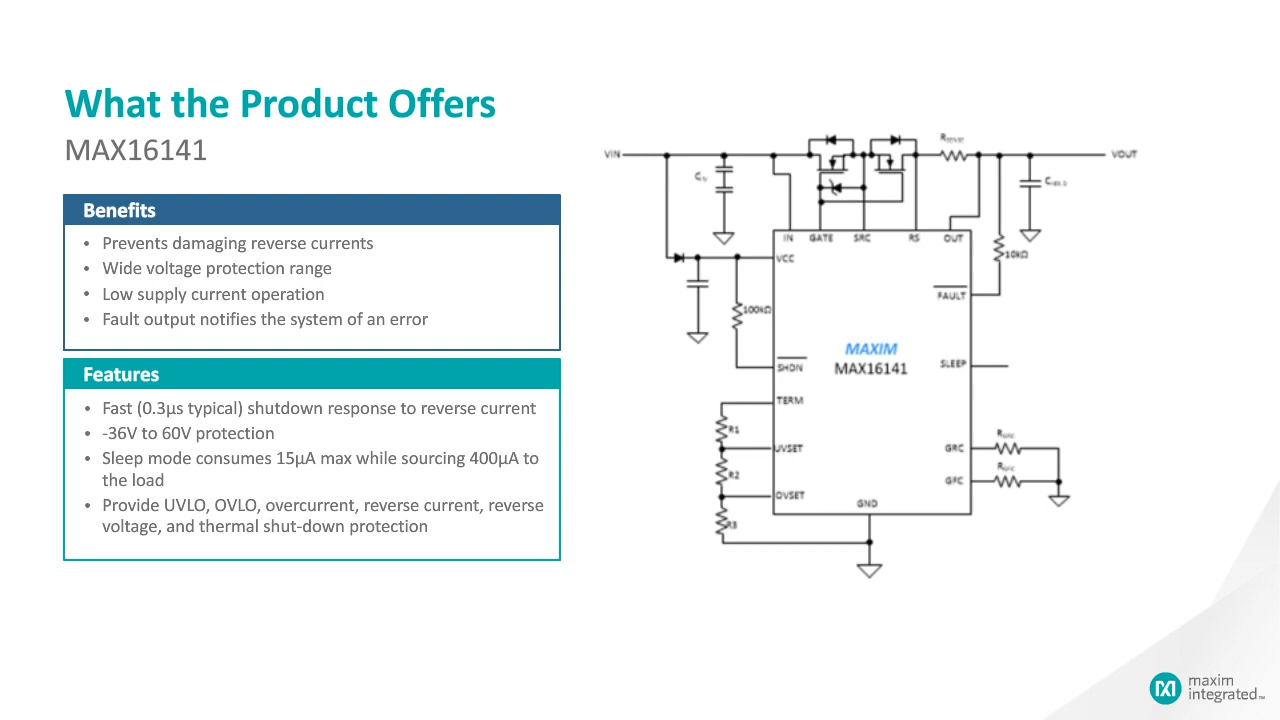 What the Product Offers
MAX16141
Benefits
• Prevents damaging reverse currents
• Wide voltage protection range
• Low supply current operation
• Fault output notifies the system of an error
Features
• Fast (0.3µs typical) shutdown response to reverse current
• -36V to 60V protection
• Sleep mode consumes 15µA max while sourcing 400µA to
the load
• Provide UVLO, OVLO, overcurrent, reverse current, reverse
voltage, and thermal shut-down protection
VIN
VOUT
IN
GATE
SRC
RS
OUT
VCC
10kΩ
FAULT
100kΩ
MAXIM
MAX16141
SHDN
SLEEP
TERM
R1
UVSET
GRC
R2
GFC
OVSET
GND
R3
maxim
integrated™